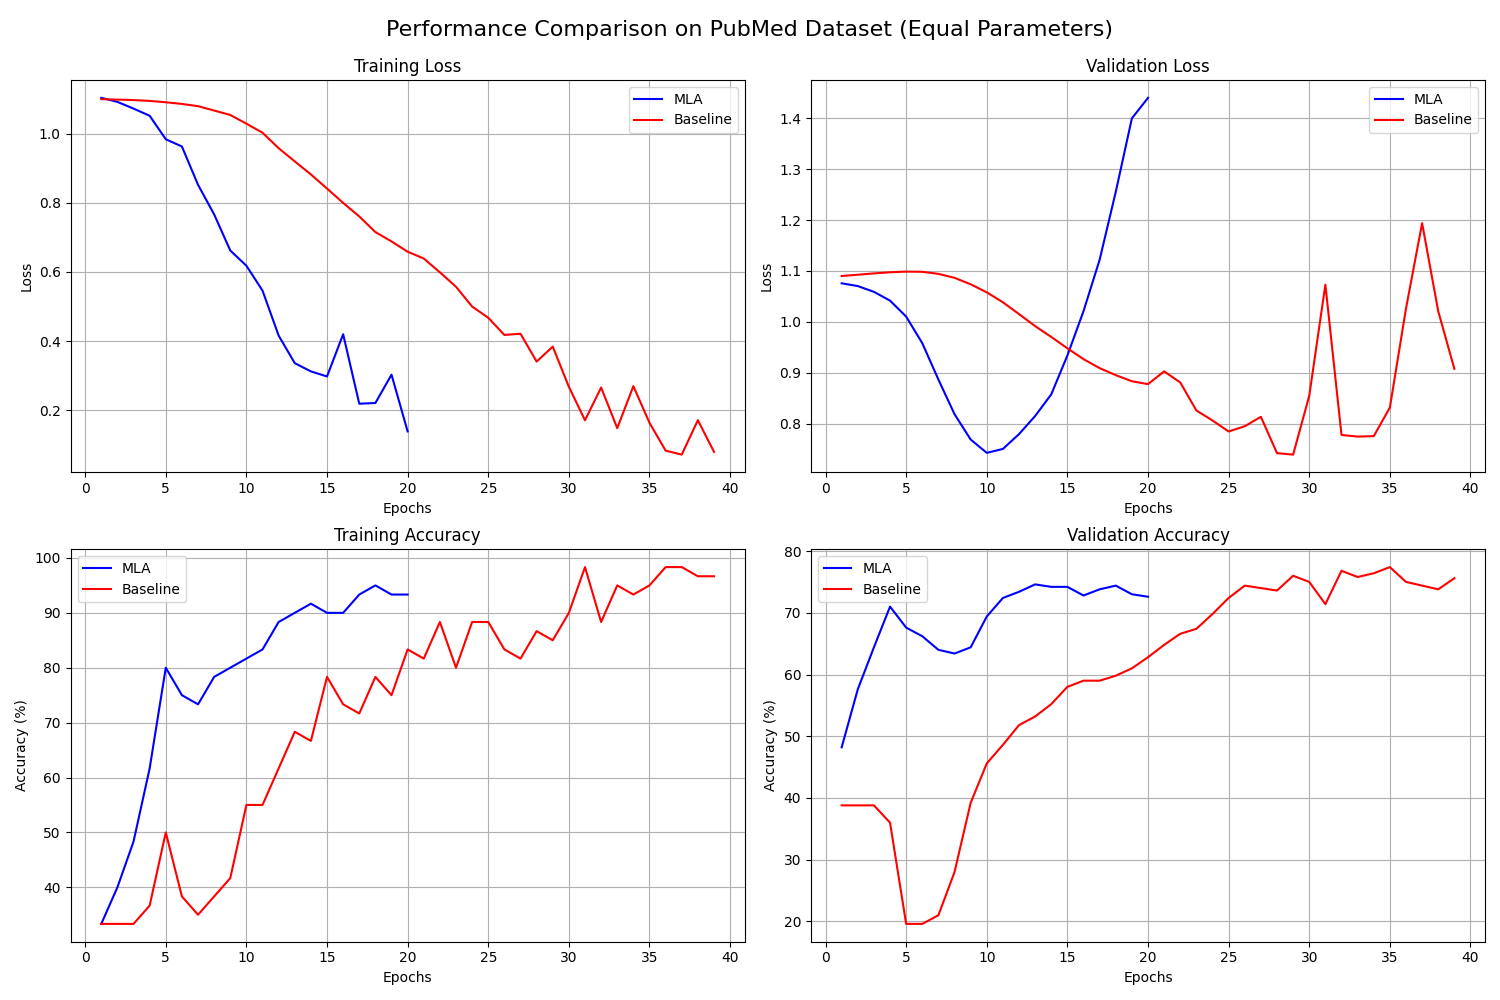 Performance Comparison on PubMed Dataset (Equal Parameters)
Training Loss
MLA
Baseline
1.0
0.8
0.6
0.4
0.2
Loss
0 5 10 15 20 25 30 35 40
Epochs
Validation Loss
MLA
Baseline
1.4
1.3
1.2
1.1
1.0
0.9
0.8
Loss
0 5 10 15 20 25 30 35 40
Epochs
Training Accuracy
MLA
Baseline
100
90
80
70
60
50
40
Accuracy (%)
0 5 10 15 20 25 30 35 40
Epochs
Validation Accuracy
MLA
Baseline
80
70
60
50
40
30
20
Accuracy (%)
0 5 10 15 20 25 30 35 40
Epochs